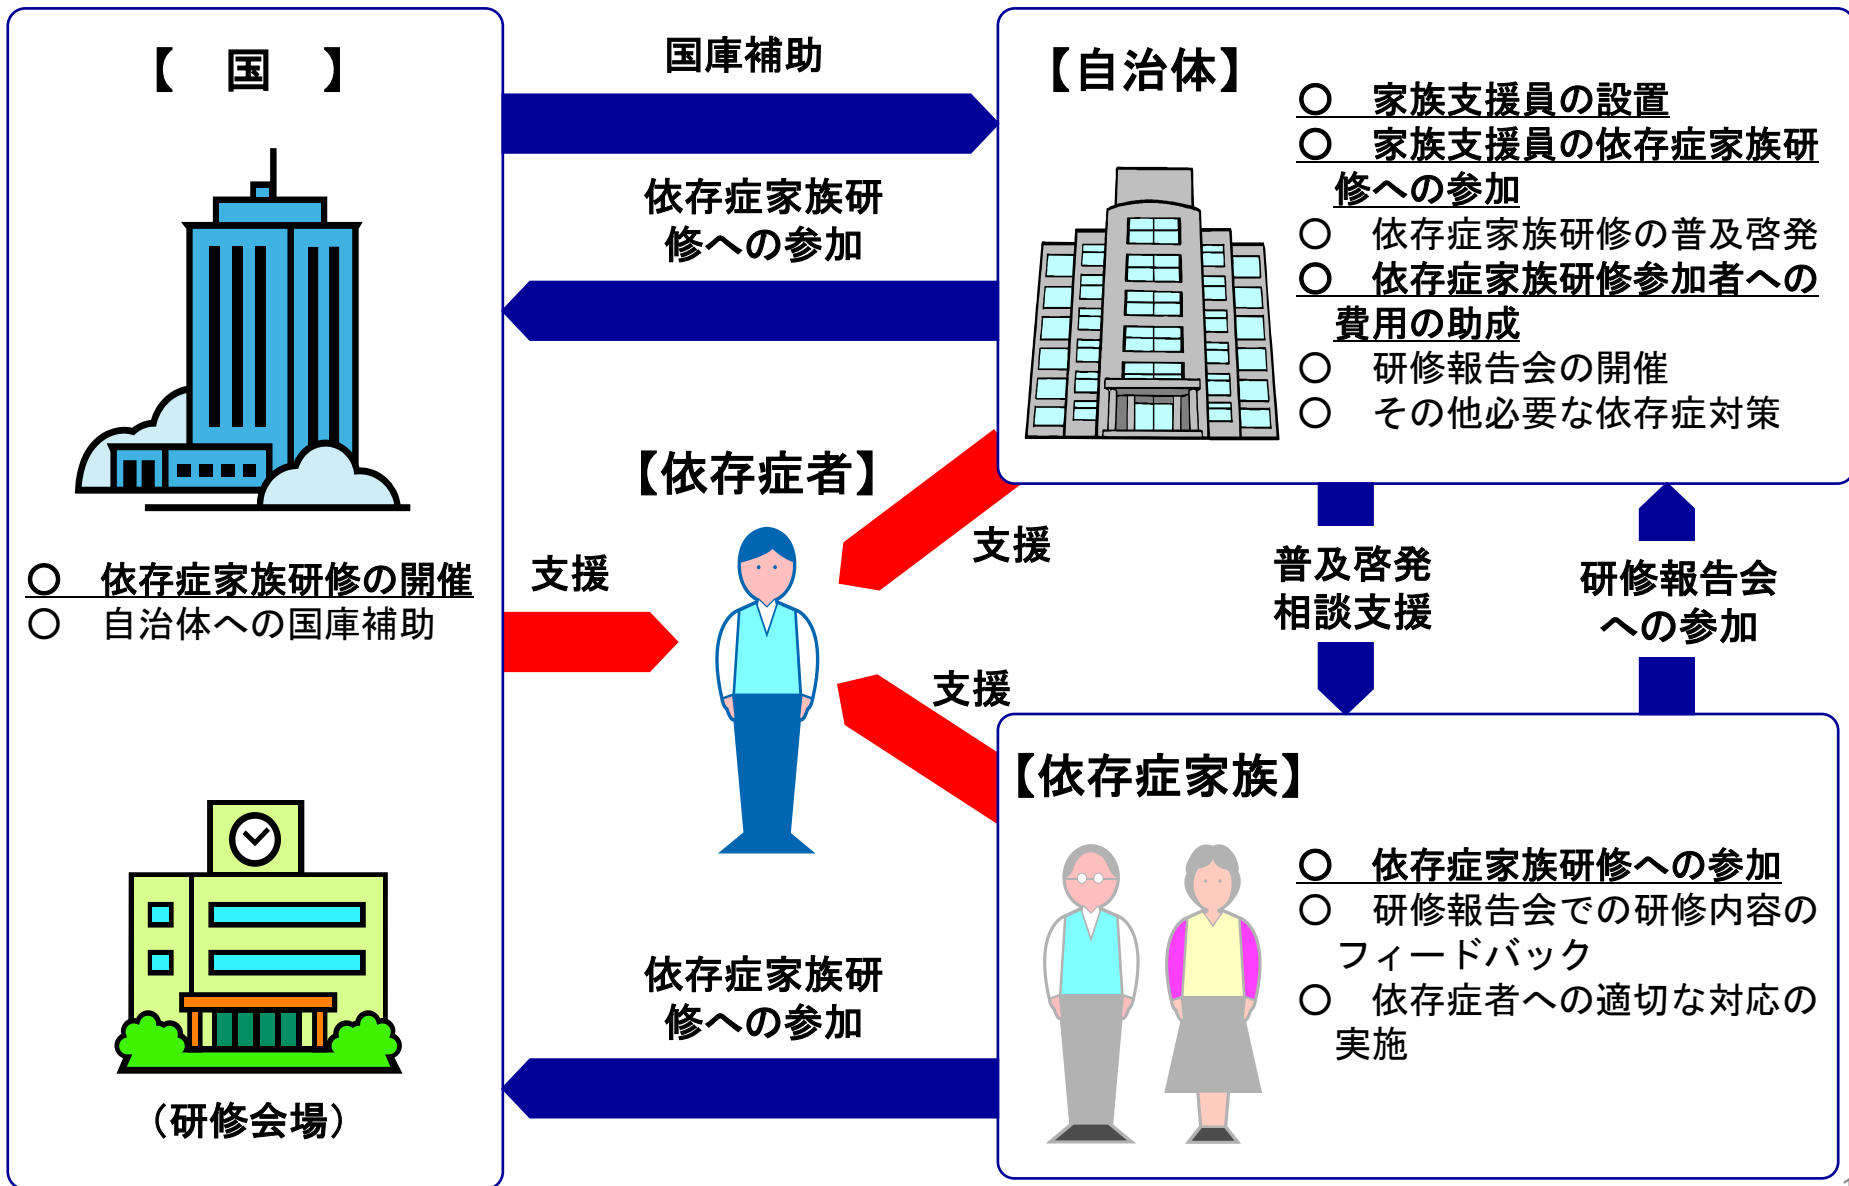 【　国　】
○　依存症家族研修の開催
○　自治体への国庫補助
（研修会場）
国庫補助
依存症家族研
修への参加
【自治体】
○　家族支援員の設置
○　家族支援員の依存症家族研
修への参加
○　依存症家族研修の普及啓発
○　依存症家族研修参加者への
費用の助成
○　研修報告会の開催
○　その他必要な依存症対策
【依存症者】
支援
支援
支援
普及啓発
相談支援
研修報告会
への参加
【依存症家族】
○　依存症家族研修への参加
○　研修報告会での研修内容の
フィードバック
○　依存症者への適切な対応の
実施
依存症家族研
修への参加